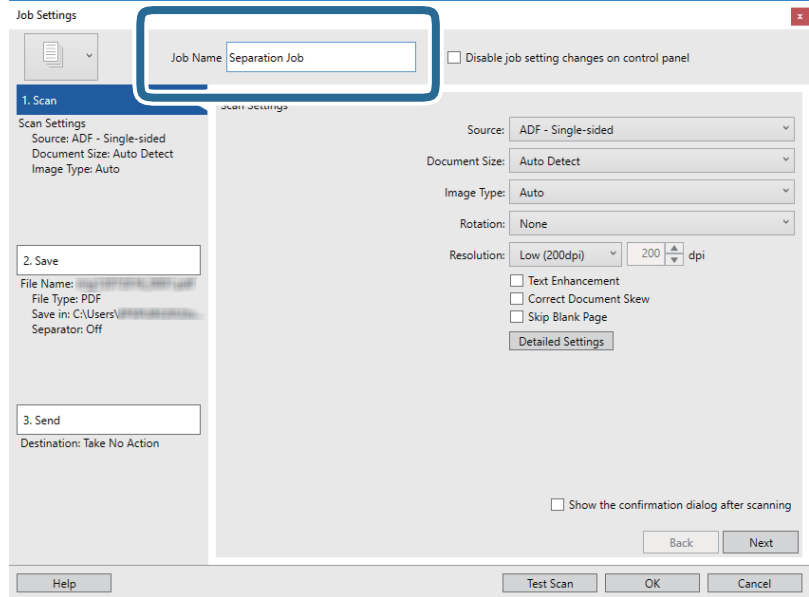 Job Settings
x
Job Name Separation Job
Disable job setting changes on control panel
1. Scan
Scan Settings
Source: ADF - Single-sided
Document Size: Auto Detect
Image Type: Auto
2. Save
File Name:
File Type: PDF
Save in: C:\Users\
Separator: Off
3. Send
Destination: Take No Action
Scan Settings
Source: ADF - Single-sided
Document Size: Auto Detect
Image Type: Auto
Rotation: None
Resolution: Low (200dpi) 200 dpi
Text Enhancement
Correct Document Skew
Skip Blank Page
Detailed Settings
Show the confirmation dialog after scanning
Back Next
Help Test Scan OK Cancel